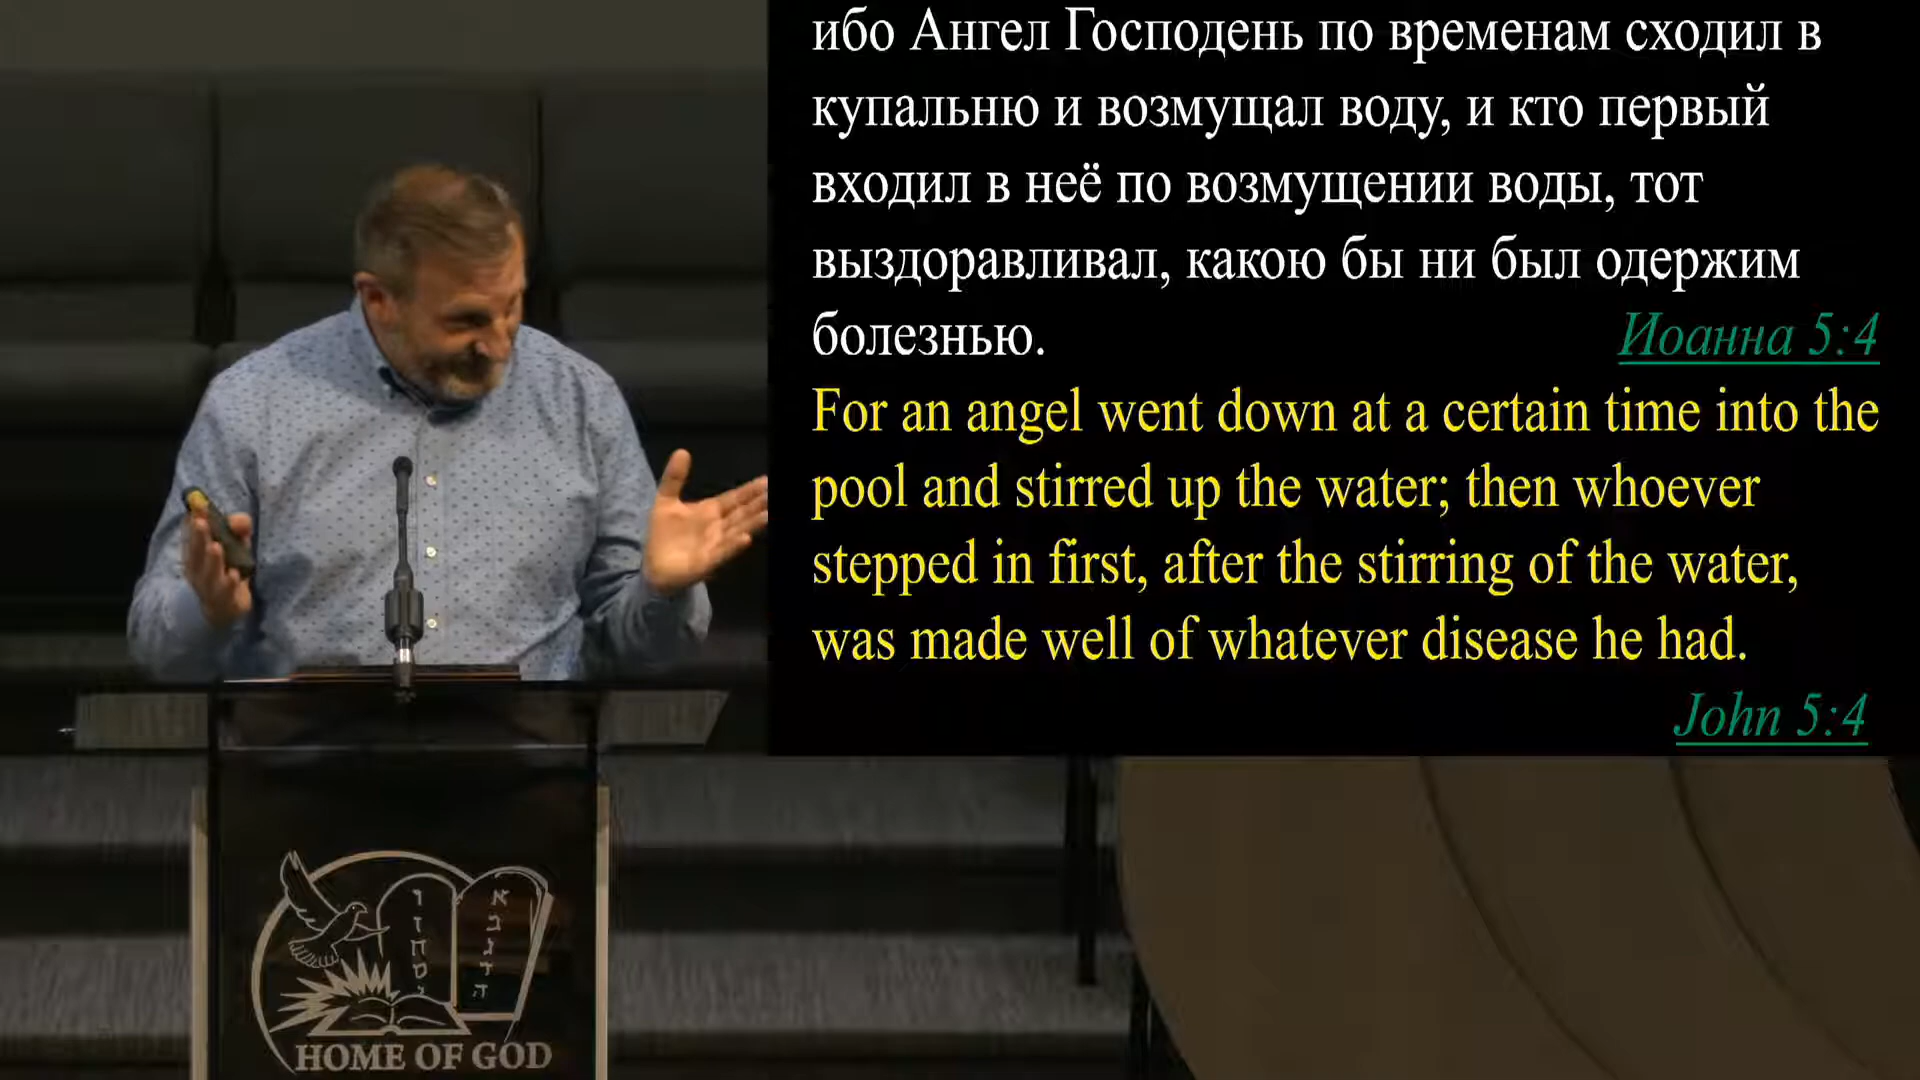 ибо Ангел Господень по временам сходил в
купальню и возмущал воду, и кто первый
входил в неё по возмущении воды, тот
выздоравливал, какою бы ни был одержим
болезнью. Иоанна 5:4
For an angel went down at a certain time into the
pool and stirred up the water; then whoever
stepped in first, after the stirring of the water,
was made well of whatever disease he had.
John 5:4
HOME OF GOD